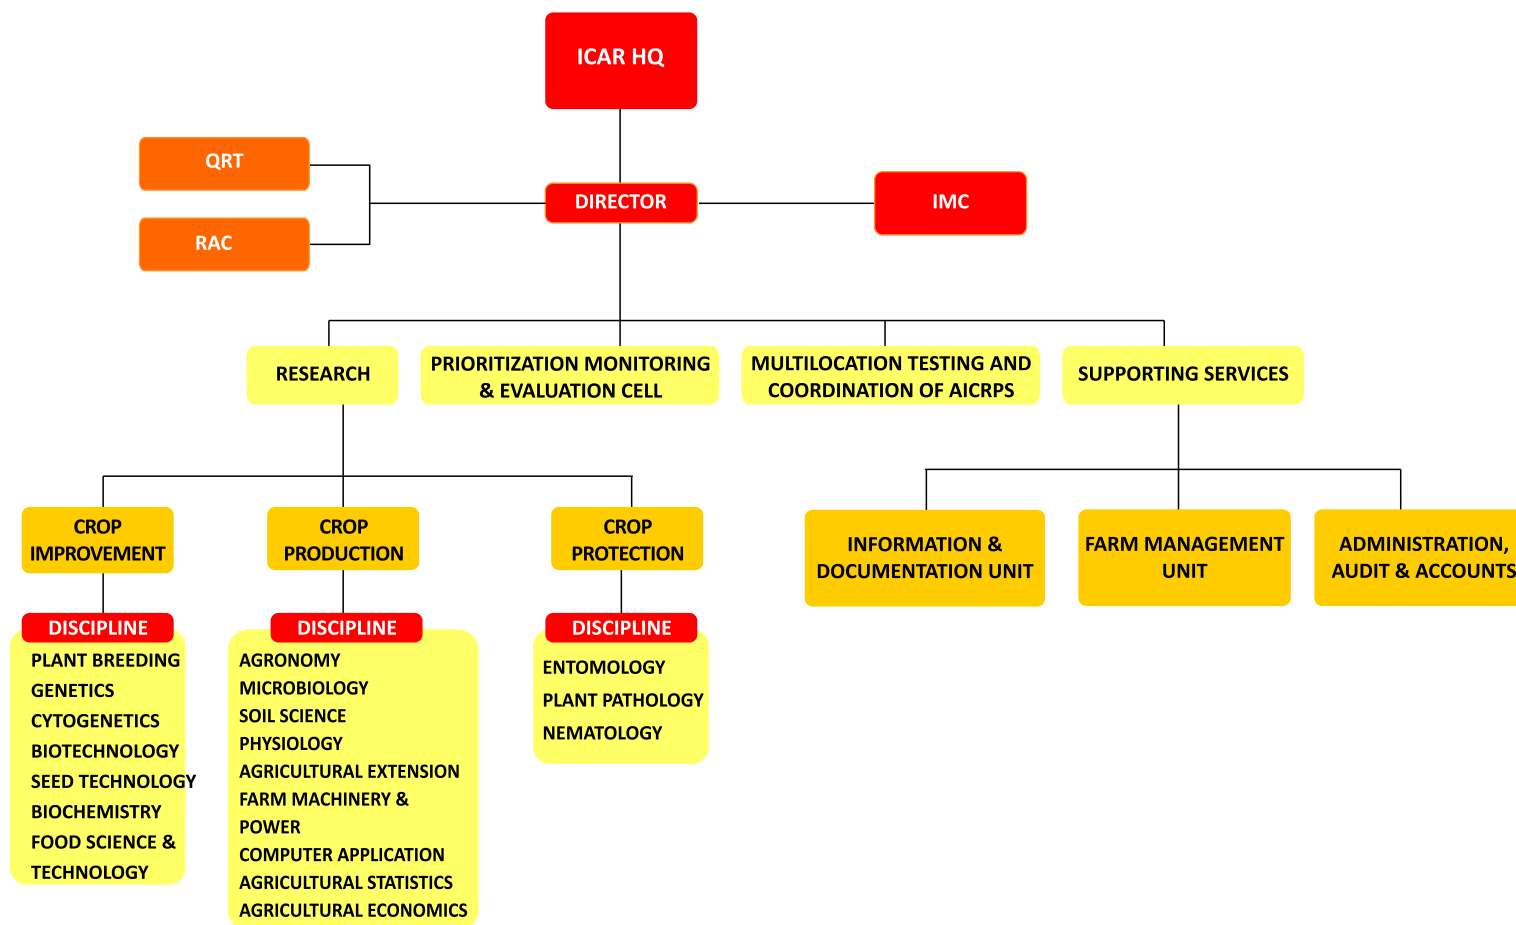 ICAR HQ
QRT
DIRECTOR
IMC
RAC
RESEARCH
PRIORITIZATION MONITORING
& EVALUATION CELL
MULTILOCATION TESTING AND
COORDINATION OF AICRPS
SUPPORTING SERVICES
CROP
IMPROVEMENT
CROP
PRODUCTION
CROP
PROTECTION
INFORMATION &
DOCUMENTATION UNIT
FARM MANAGEMENT
UNIT
ADMINISTRATION,
AUDIT & ACCOUNTS
DISCIPLINE
PLANT BREEDING
GENETICS
CYTOGENETICS
BIOTECHNOLOGY
SEED TECHNOLOGY
BIOCHEMISTRY
FOOD SCIENCE &
TECHNOLOGY
DISCIPLINE
AGRONOMY
MICROBIOLOGY
SOIL SCIENCE
PHYSIOLOGY
AGRICULTURAL EXTENSION
FARM MACHINERY &
POWER
COMPUTER APPLICATION
AGRICULTURAL STATISTICS
AGRICULTURAL ECONOMICS
DISCIPLINE
ENTOMOLOGY
PLANT PATHOLOGY
NEMATOLOGY